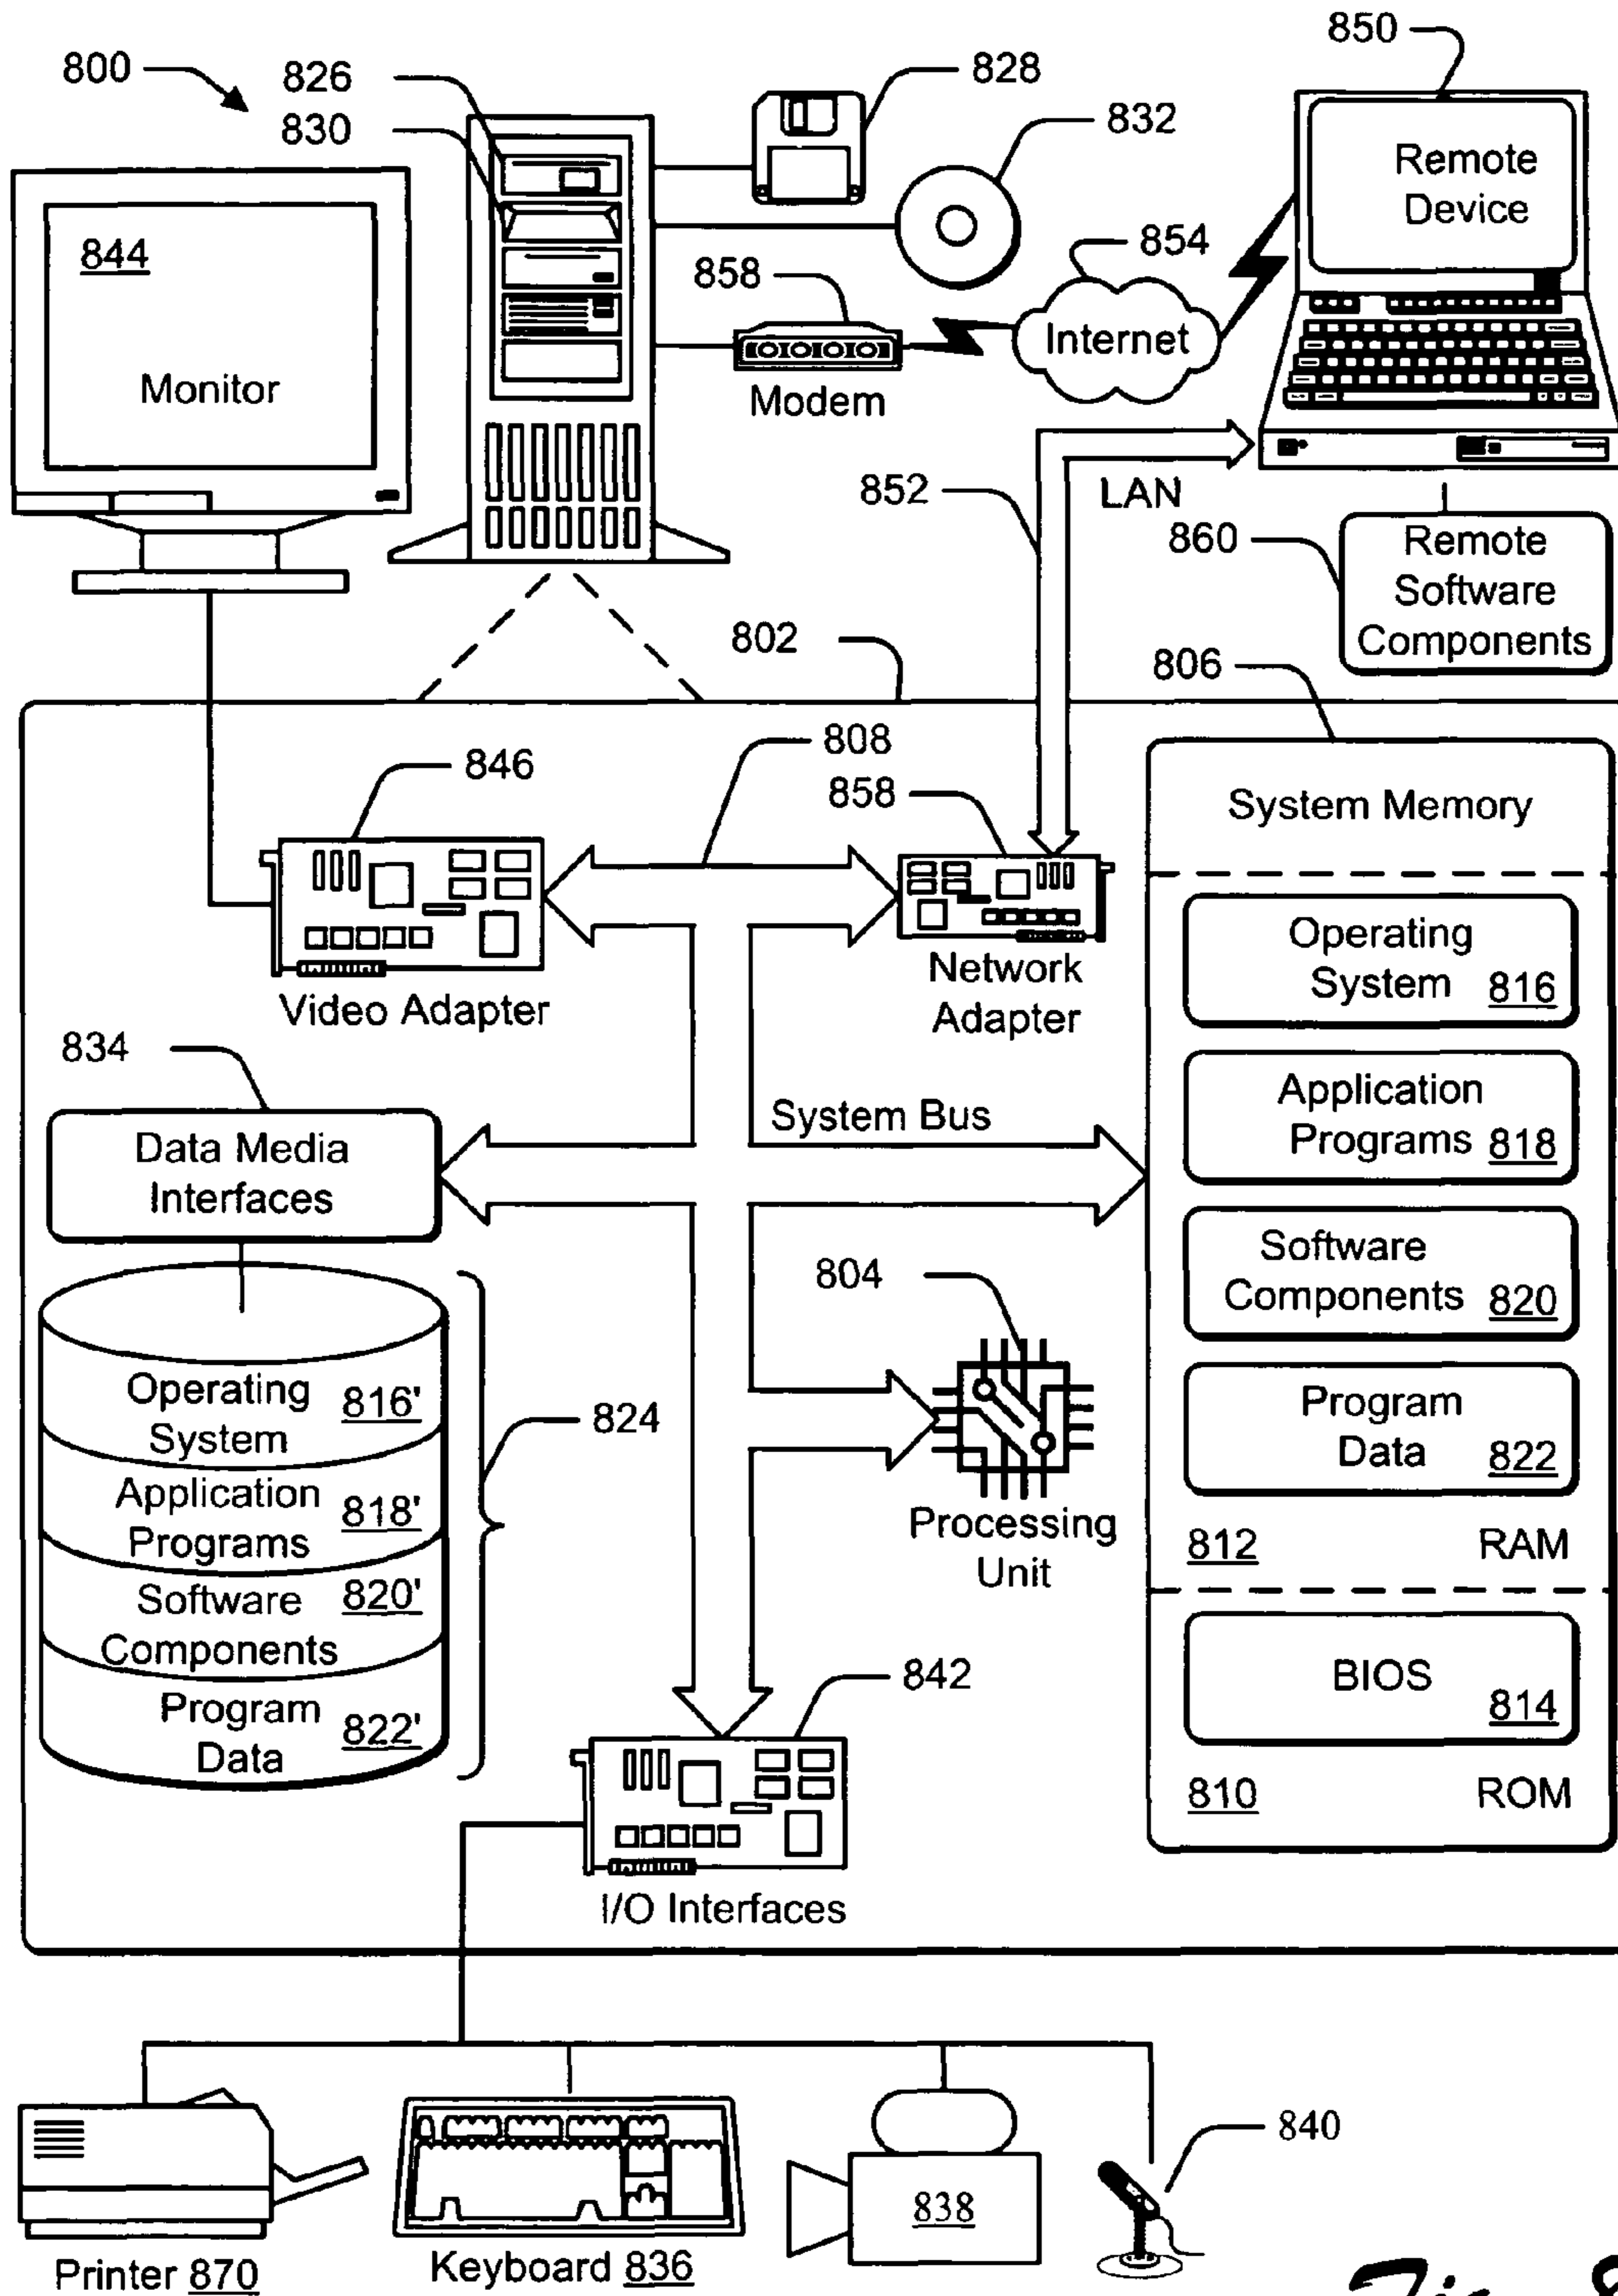 800
826
830
828
832
850
Remote
Device
844
Monitor
858
Modem
854
Internet
852
LAN
860
Remote
Software
Components
802
806
808
846
858
Video Adapter
Network
Adapter
System Memory
Operating
System 816
Application
Programs 818
Software
Components 820
Program
Data 822
812 RAM
BIOS
814
810 ROM
834
Data Media
Interfaces
System Bus
804
Processing
Unit
Operating
System 816'
Application
Programs 818'
Software
Components 820'
Program
Data 822'
824
842
I/O Interfaces
Printer 870
Keyboard 836
838
840
Fig. 8